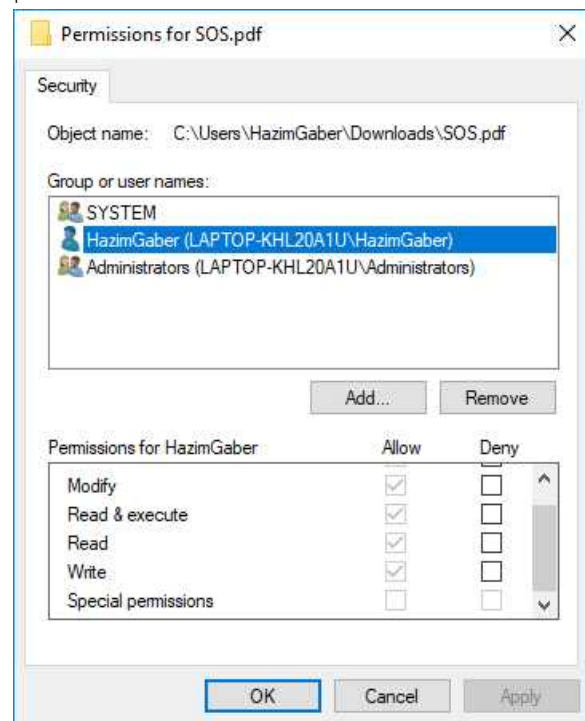 Permissions for SOS.pdf
Security
Object name: C:\Users\HazimGaber\Downloads\SOS.pdf
Group or user names:
SYSTEM
HazimGaber (LAPTOP-KHL20A1U\HazimGaber)
Administrators (LAPTOP-KHL20A1U\Administrators)
Add... Remove
Permissions for HazimGaber Allow Deny
Modify
Read & execute
Read
Write
Special permissions
OK Cancel Apply